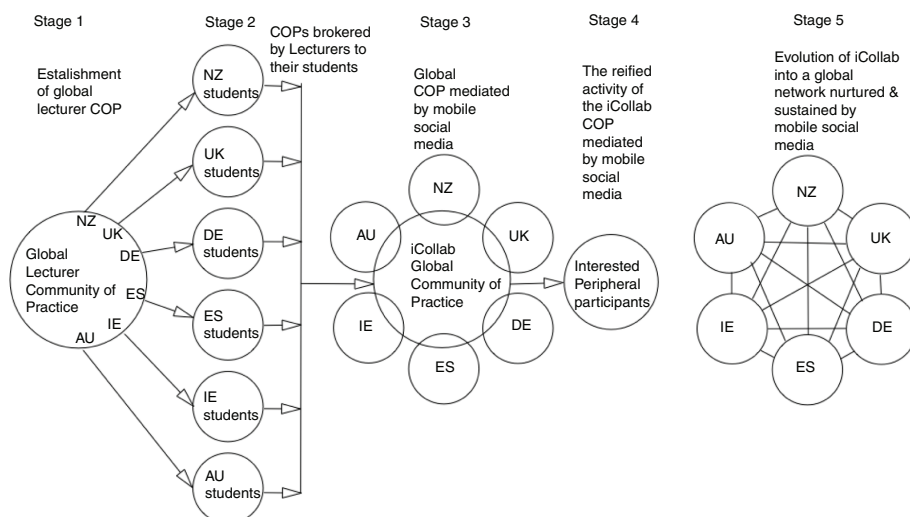 Stage 1
Estalishment
of global
lecturer COP
Global
Lecturer
Community of
Practice
NZ
UK
DE
ES
IE
AU
Stage 2
NZ
students
UK
students
DE
students
ES
students
IE
students
AU
students
COPs brokered
by Lecturers to
their students
Stage 3
Global
COP mediated
by mobile
social
media
NZ
AU
UK
iCollab
Global
Community of
Practice
IE
DE
ES
Stage 4
The reified
activity of
the iCollab
COP
mediated
by mobile
social
media
Interested
Peripheral
participants
Stage 5
Evolution of iCollab
into a global
network nurtured &
sustained by
mobile social
media
NZ
AU
UK
IE
DE
ES